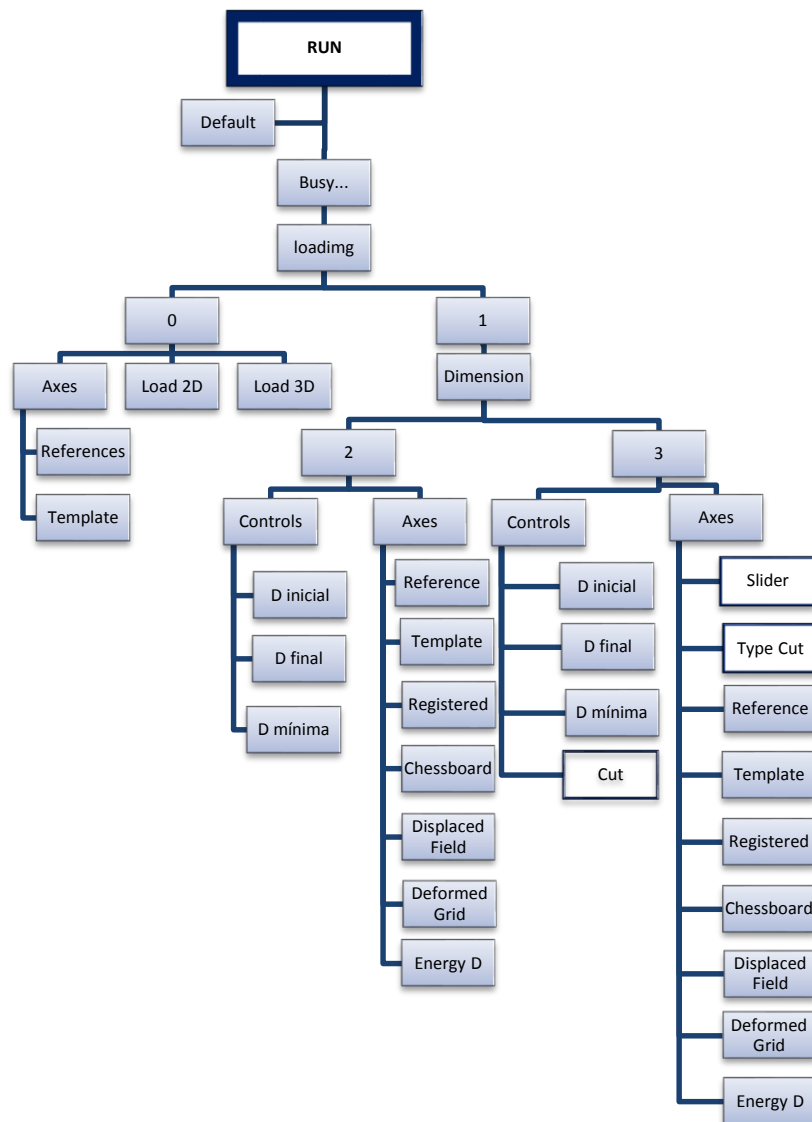 RUN
Default
Busy...
loadimg
0
1
Axes
Load 2D
Load 3D
Dimension
References
Template
2
3
Controls
Axes
Controls
Axes
D inicial
D final
D mínima
Reference
Template
Registered
Chessboard
Displaced
Field
Deformed
Grid
Energy D
D inicial
D final
D mínima
Cut
Slider
Type Cut
Reference
Template
Registered
Chessboard
Displaced
Field
Deformed
Grid
Energy D